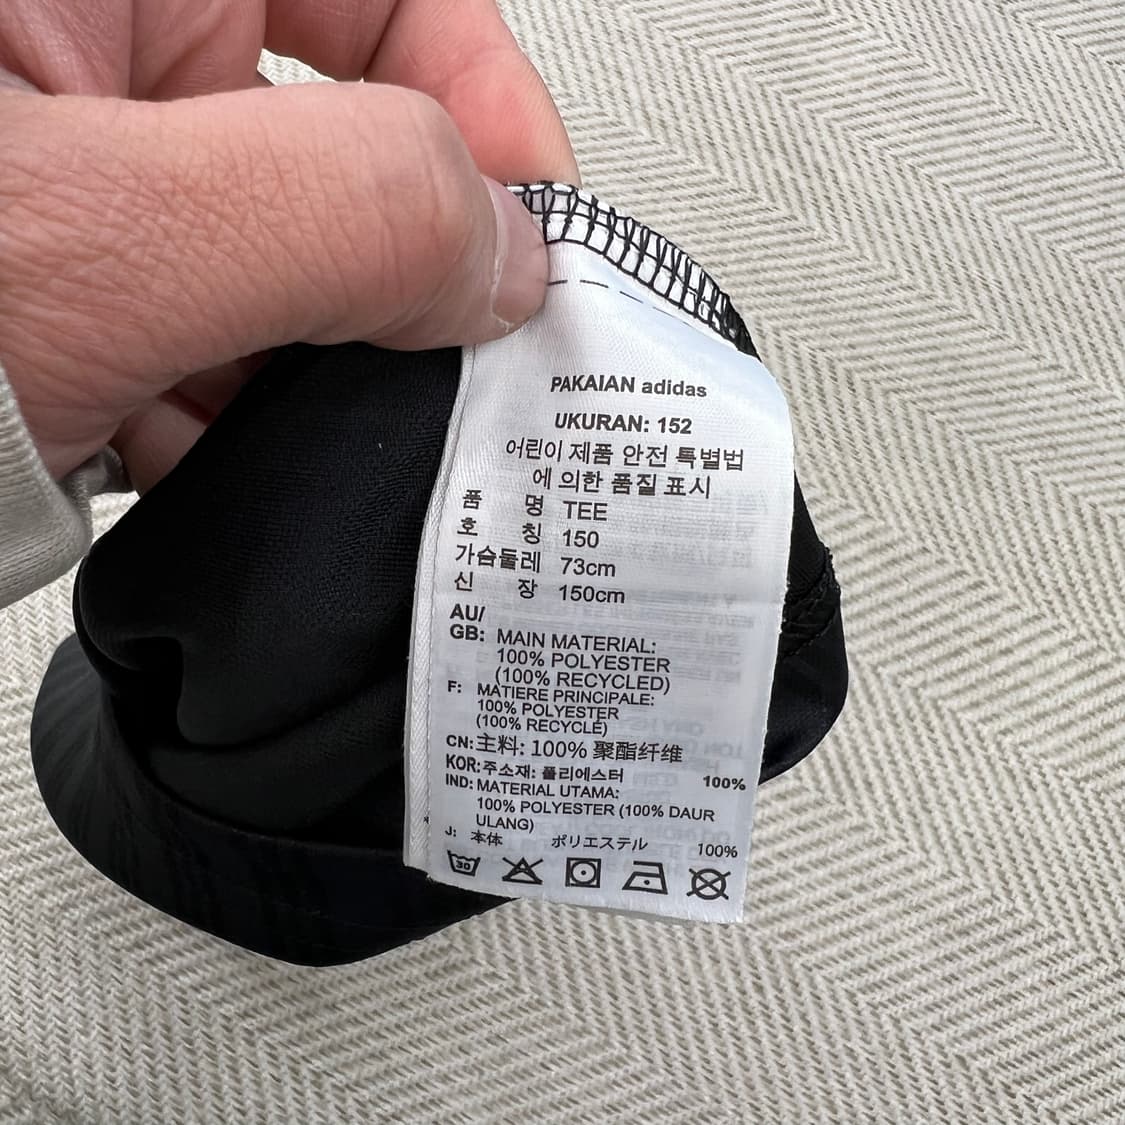 PAKAIAN adidas
UKURAN: 152
어린이 제품 안전 특별법
에 의한 품질 표시
품 명 TEE
호 칭 150
가슴둘레 73cm
신 장 150cm
AU/
GB: MAIN MATERIAL:
100% POLYESTER
(100% RECYCLED)
F: MATIERE PRINCIPALE:
100% POLYESTER
(100% RECYCLÉ)
CN: 主料: 100% 聚酯纤维
KOR: 주소재: 폴리에스터 100%
IND: MATERIAL UTAMA:
100% POLYESTER (100% DAUR
ULANG)
J: 本体 ポリエステル 100%
30